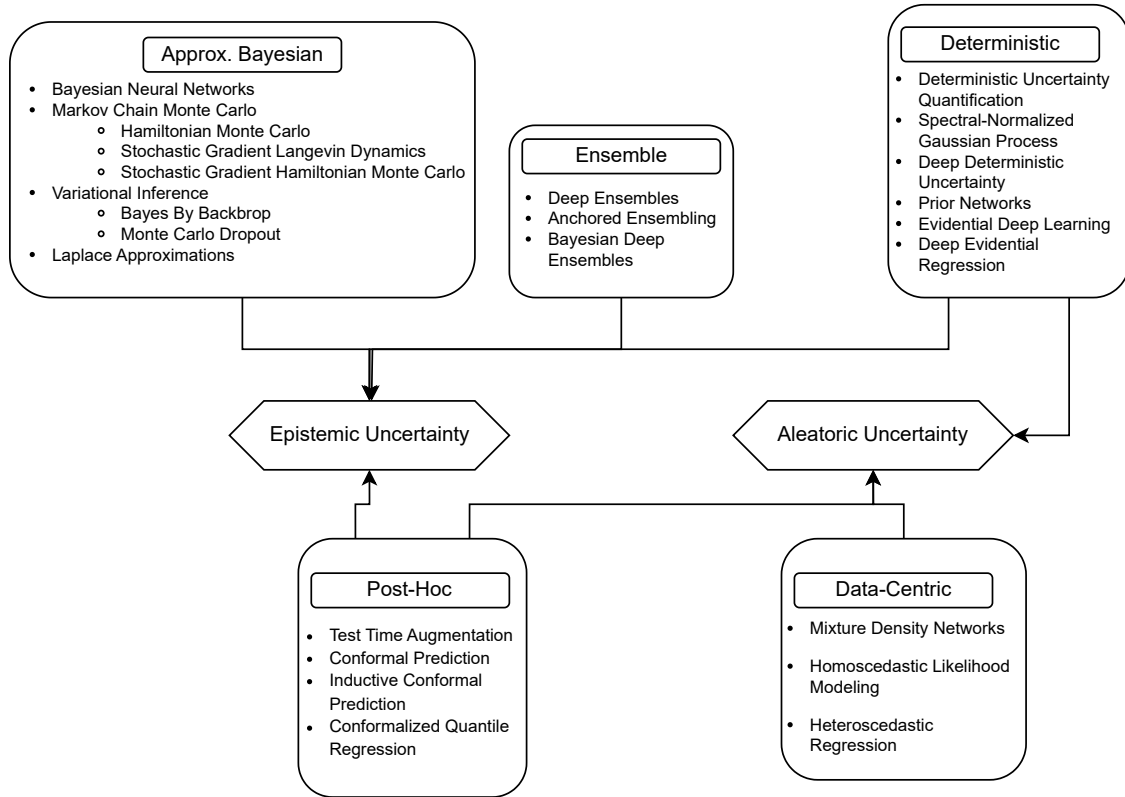 Approx. Bayesian
Bayesian Neural Networks
Markov Chain Monte Carlo
Hamiltonian Monte Carlo
Stochastic Gradient Langevin Dynamics
Stochastic Gradient Hamiltonian Monte Carlo
Variational Inference
Bayes By Backbrop
Monte Carlo Dropout
Laplace Approximations
Ensemble
Deep Ensembles
Anchored Ensembling
Bayesian Deep
Ensembles
Deterministic
Deterministic Uncertainty
Quantification
Spectral-Normalized
Gaussian Process
Deep Deterministic
Uncertainty
Prior Networks
Evidential Deep Learning
Deep Evidential
Regression
Epistemic Uncertainty
Aleatoric Uncertainty
Post-Hoc
Test Time Augmentation
Conformal Prediction
Inductive Conformal
Prediction
Conformalized Quantile
Regression
Data-Centric
Mixture Density Networks
Homoscedastic Likelihood
Modeling
Heteroscedastic
Regression